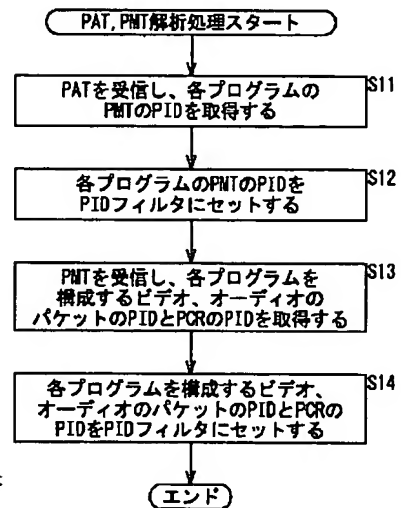 PAT,PMT解析処理スタート
S11
PATを受信し、各プログラムの
PMTのPIDを取得する
S12
各プログラムのPMTのPIDを
PIDフィルタにセットする
S13
PMTを受信し、各プログラムを
構成するビデオ、オーディオの
パケットのPIDとPCRのPIDを取得する
S14
各プログラムを構成するビデオ、
オーディオのパケットのPIDとPCRの
PIDをPIDフィルタにセットする
エンド